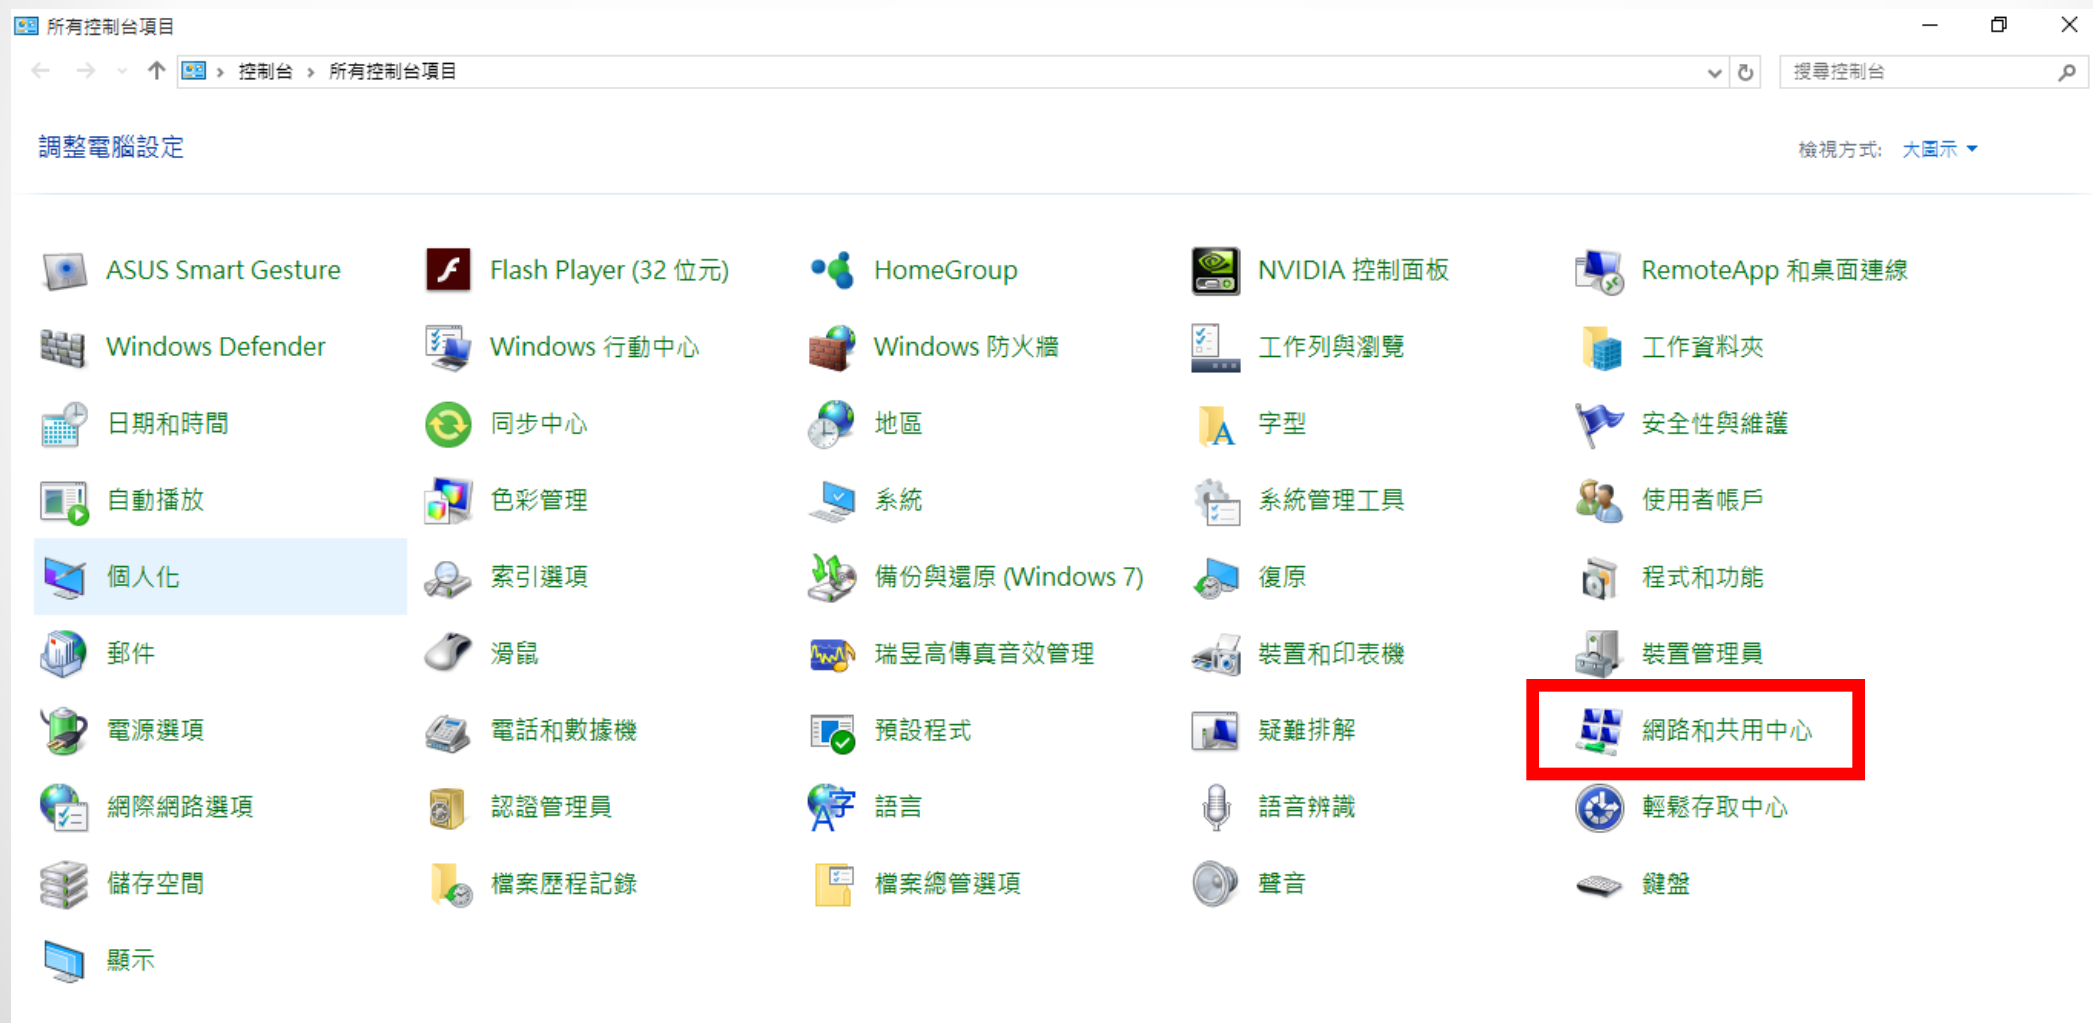 所有控制台項目
控制台 › 所有控制台項目
搜尋控制台
調整電腦設定
檢視方式: 大圖示
ASUS Smart Gesture
Flash Player (32 位元)
HomeGroup
NVIDIA 控制面板
RemoteApp 和桌面連線
Windows Defender
Windows 行動中心
Windows 防火牆
工作列與瀏覽
工作資料夾
日期和時間
同步中心
地區
字型
安全性與維護
自動播放
色彩管理
系統
系統管理工具
使用者帳戶
個人化
索引選項
備份與還原 (Windows 7)
復原
程式和功能
郵件
滑鼠
瑞昱高傳真音效管理
裝置和印表機
裝置管理員
電源選項
電話和數據機
預設程式
疑難排解
網路和共用中心
網際網路選項
認證管理員
語言
語音辨識
輕鬆存取中心
儲存空間
檔案歷程記錄
檔案總管選項
聲音
鍵盤
顯示